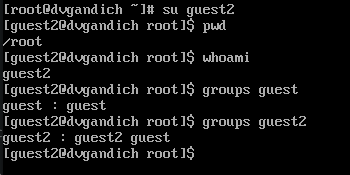 [root@dvgandich ~]# su guest2
[guest2@dvgandich root]$ pwd
/root
[guest2@dvgandich root]$ whoami
guest2
[guest2@dvgandich root]$ groups guest
guest : guest
[guest2@dvgandich root]$ groups guest2
guest2 : guest2 guest
[guest2@dvgandich root]$